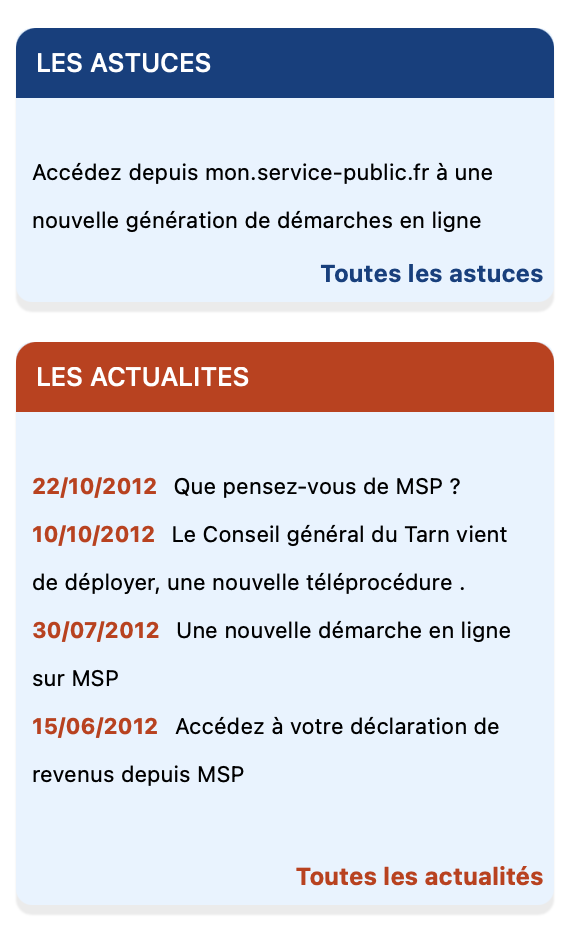 LES ASTUCES
Accédez depuis mon.service-public.fr à une
nouvelle génération de démarches en ligne
Toutes les astuces
LES ACTUALITES
22/10/2012 Que pensez-vous de MSP ?
10/10/2012 Le Conseil général du Tarn vient
de déployer, une nouvelle téléprocédure .
30/07/2012 Une nouvelle démarche en ligne
sur MSP
15/06/2012 Accédez à votre déclaration de
revenus depuis MSP
Toutes les actualités